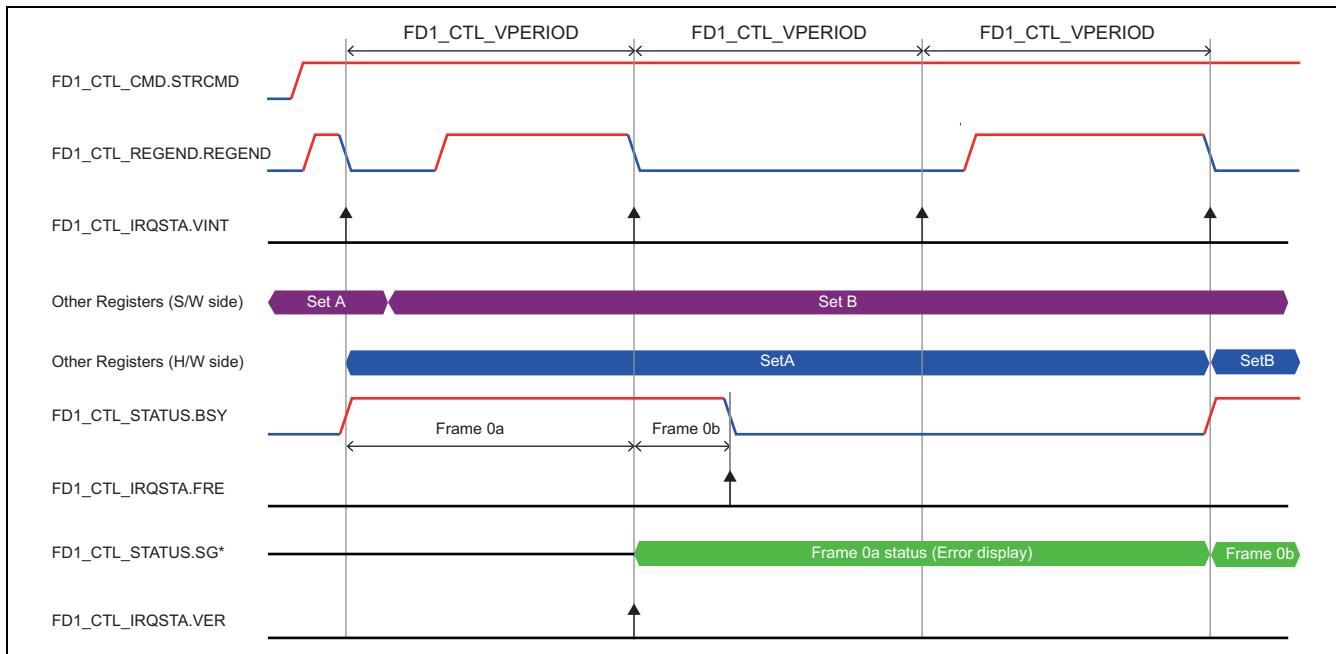 FD1_CTL_VPERIOD FD1_CTL_VPERIOD FD1_CTL_VPERIOD
FD1_CTL_CMD.STRCMD
FD1_CTL_REGEND.REGEND
FD1_CTL_IRQSTA.VINT
Other Registers (S/W side) Set A Set B
Other Registers (H/W side) SetA SetB
FD1_CTL_STATUS.BSY
Frame 0a Frame 0b
FD1_CTL_IRQSTA.FRE
FD1_CTL_STATUS.SG* Frame 0a status (Error display) Frame 0b
FD1_CTL_IRQSTA.VER